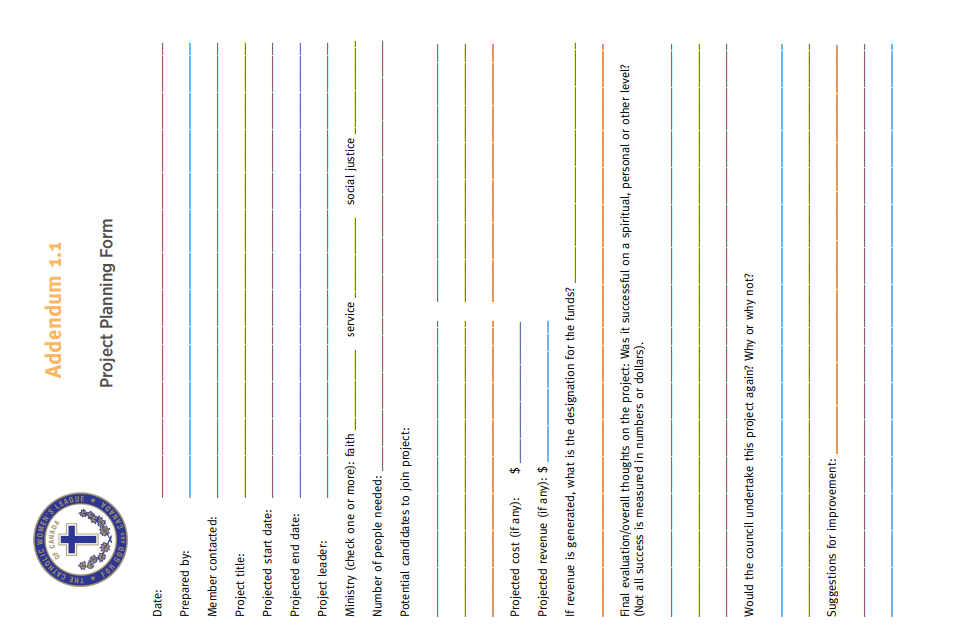 THE CATHOLIC WOMEN'S LEAGUE
OF CANADA
FOR GOD AND CANADA
Addendum 1.1
Project Planning Form
Date:
Prepared by:
Member contacted:
Project title:
Projected start date:
Projected end date:
Project leader:
Ministry (check one or more): faith service social justice
Number of people needed:
Potential candidates to join project:
Projected cost (if any): $
Projected revenue (if any): $
If revenue is generated, what is the designation for the funds?
Final evaluation/overall thoughts on the project: Was it successful on a spiritual, personal or other level?
(Not all success is measured in numbers or dollars).
Would the council undertake this project again? Why or why not?
Suggestions for improvement: